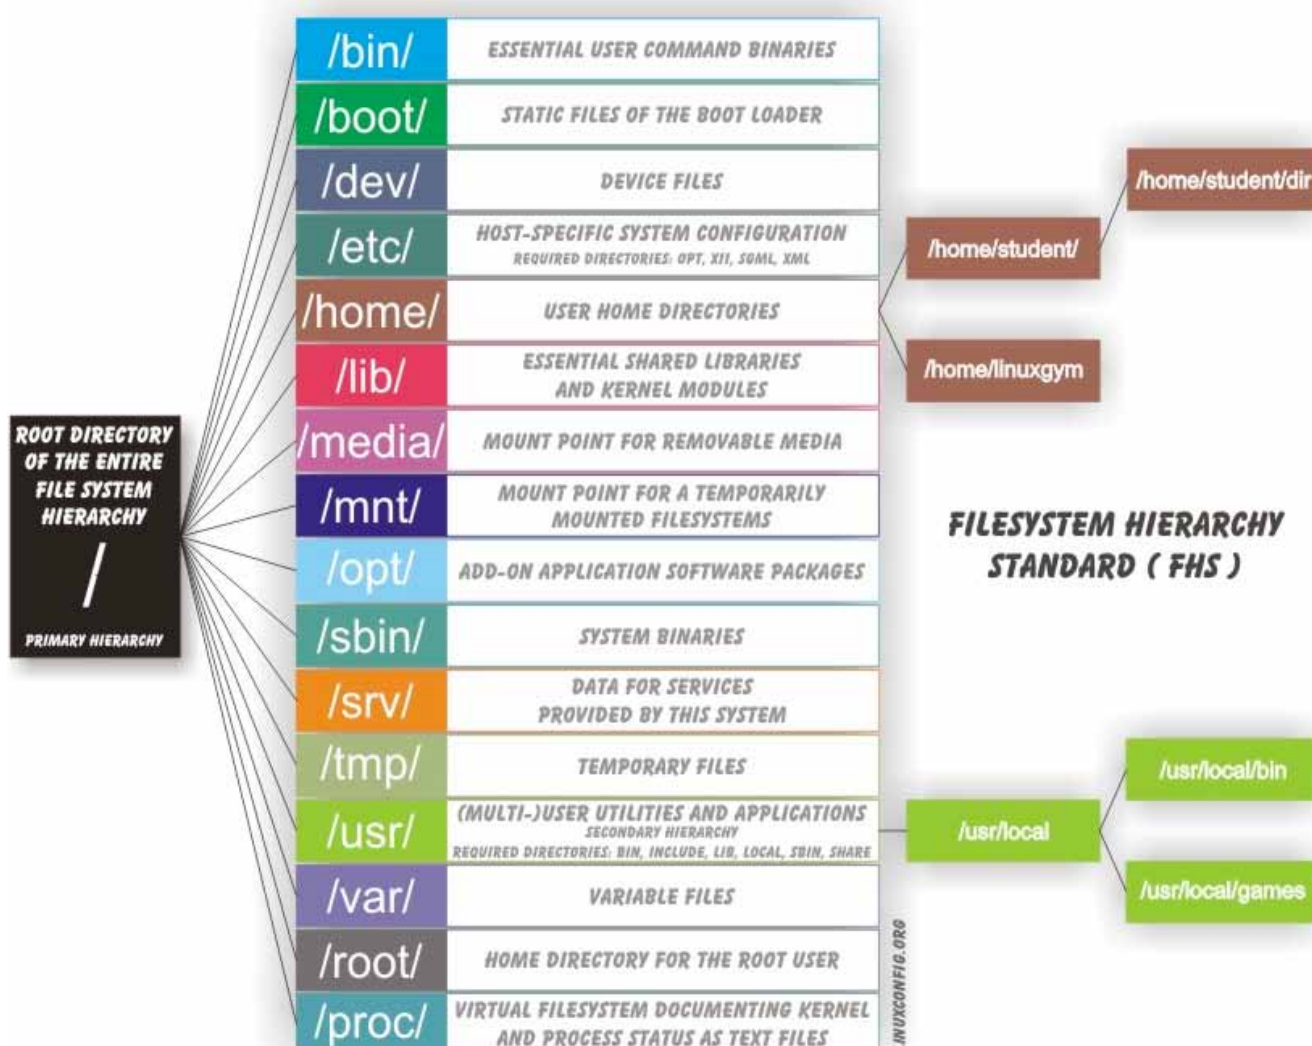 ROOT DIRECTORY
OF THE ENTIRE
FILE SYSTEM
HIERARCHY
/
PRIMARY HIERARCHY
/bin/
ESSENTIAL USER COMMAND BINARIES
/boot/
STATIC FILES OF THE BOOT LOADER
/dev/
DEVICE FILES
/etc/
HOST-SPECIFIC SYSTEM CONFIGURATION
REQUIRED DIRECTORIES: OPT, XII, SGML, XML
/home/
USER HOME DIRECTORIES
/lib/
ESSENTIAL SHARED LIBRARIES
AND KERNEL MODULES
/media/
MOUNT POINT FOR REMOVABLE MEDIA
/mnt/
MOUNT POINT FOR A TEMPORARILY
MOUNTED FILESYSTEMS
/opt/
ADD-ON APPLICATION SOFTWARE PACKAGES
/sbin/
SYSTEM BINARIES
/srv/
DATA FOR SERVICES
PROVIDED BY THIS SYSTEM
/tmp/
TEMPORARY FILES
/usr/
(MULTI-)USER UTILITIES AND APPLICATIONS
SECONDARY HIERARCHY
REQUIRED DIRECTORIES: BIN, INCLUDE, LIB, LOCAL, SBIN, SHARE
/var/
VARIABLE FILES
/root/
HOME DIRECTORY FOR THE ROOT USER
/proc/
VIRTUAL FILESYSTEM DOCUMENTING KERNEL
AND PROCESS STATUS AS TEXT FILES
/home/student/
/home/student/dir
/home/linuxgym
FILESYSTEM HIERARCHY
STANDARD ( FHS )
/usr/local
/usr/local/bin
/usr/local/games
INUXCONFIG.ORG